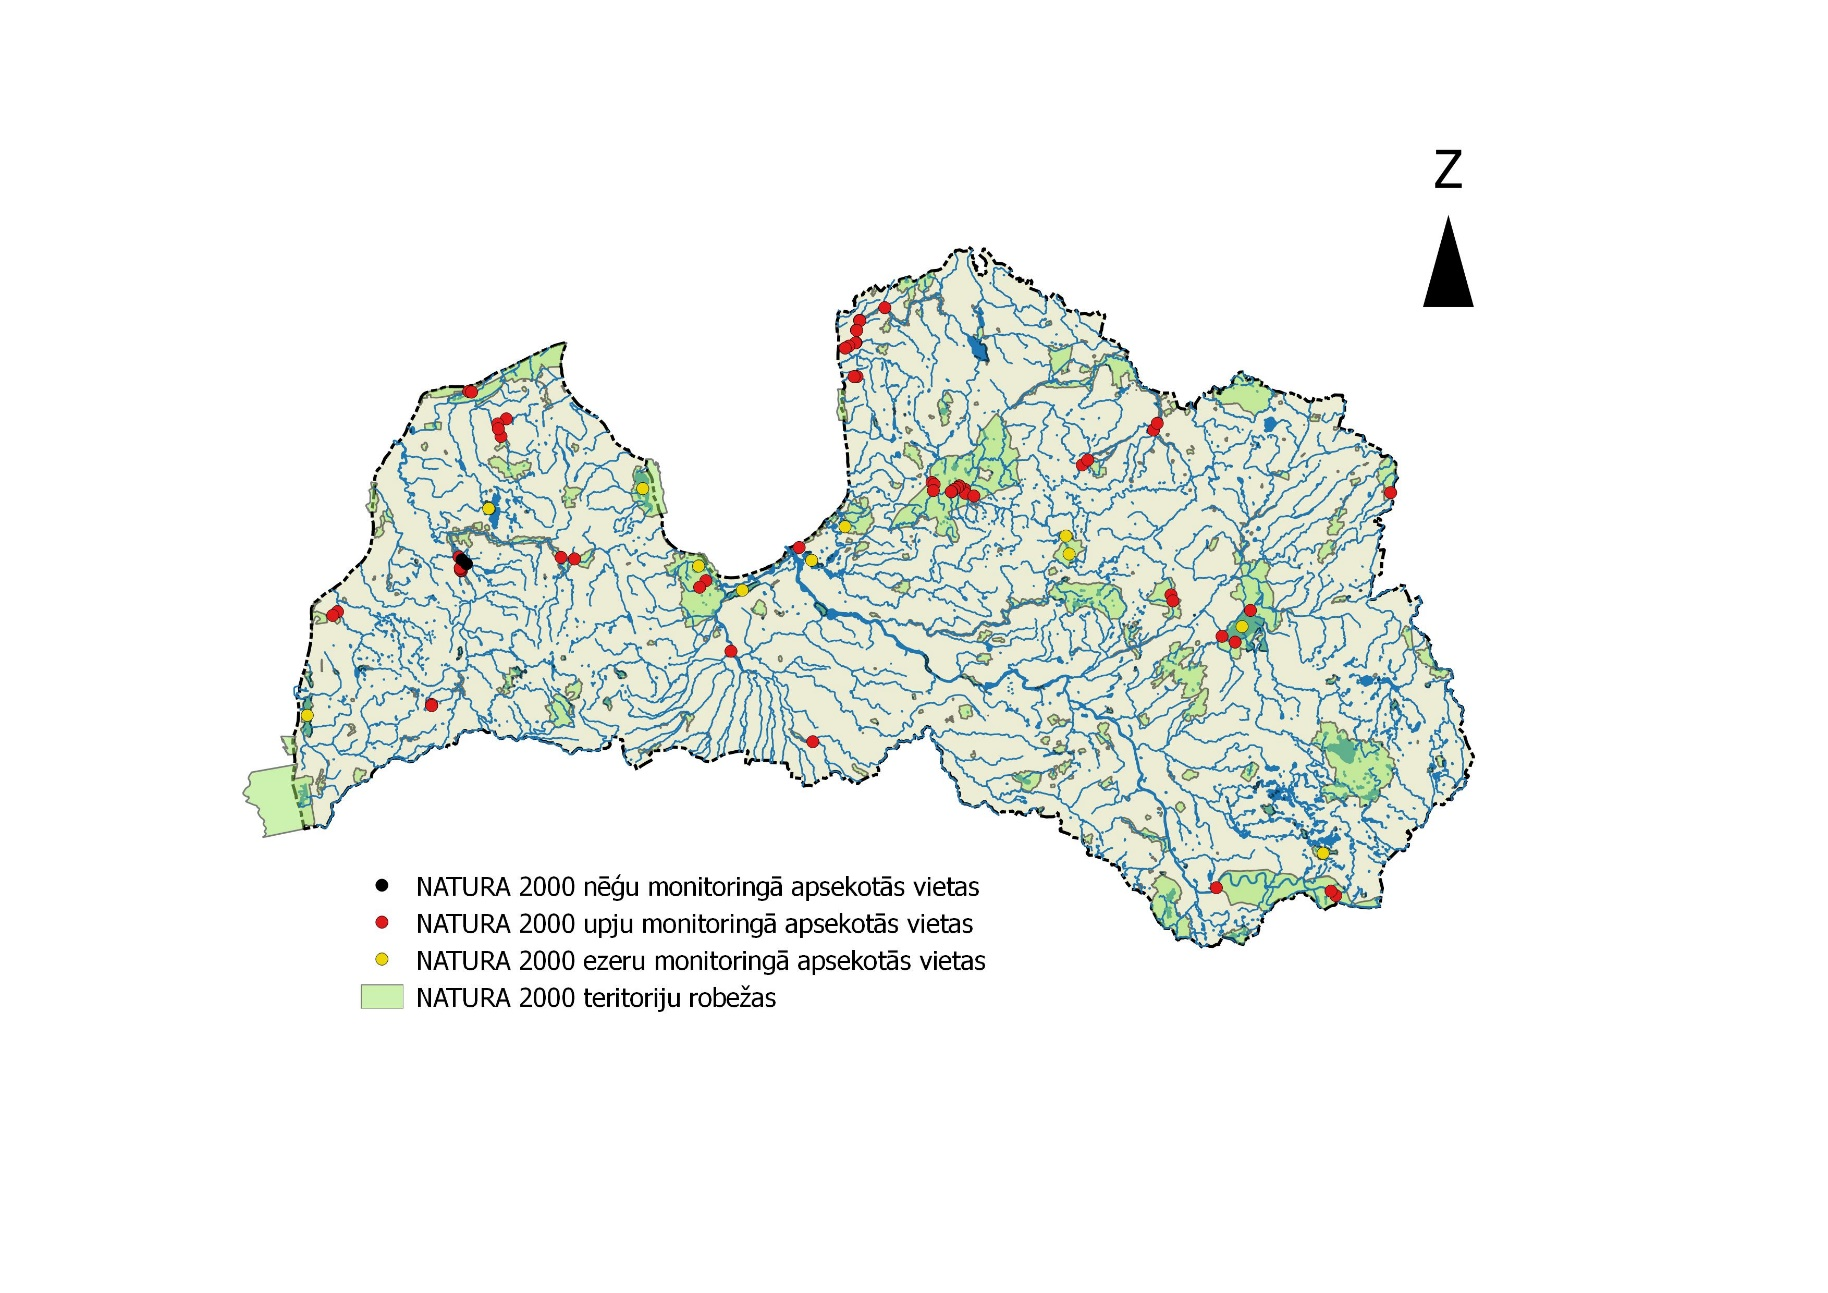 Z
NATURA 2000 nēģu monitoringā apsekotās vietas
NATURA 2000 upju monitoringā apsekotās vietas
NATURA 2000 ezeru monitoringā apsekotās vietas
NATURA 2000 teritoriju robežas